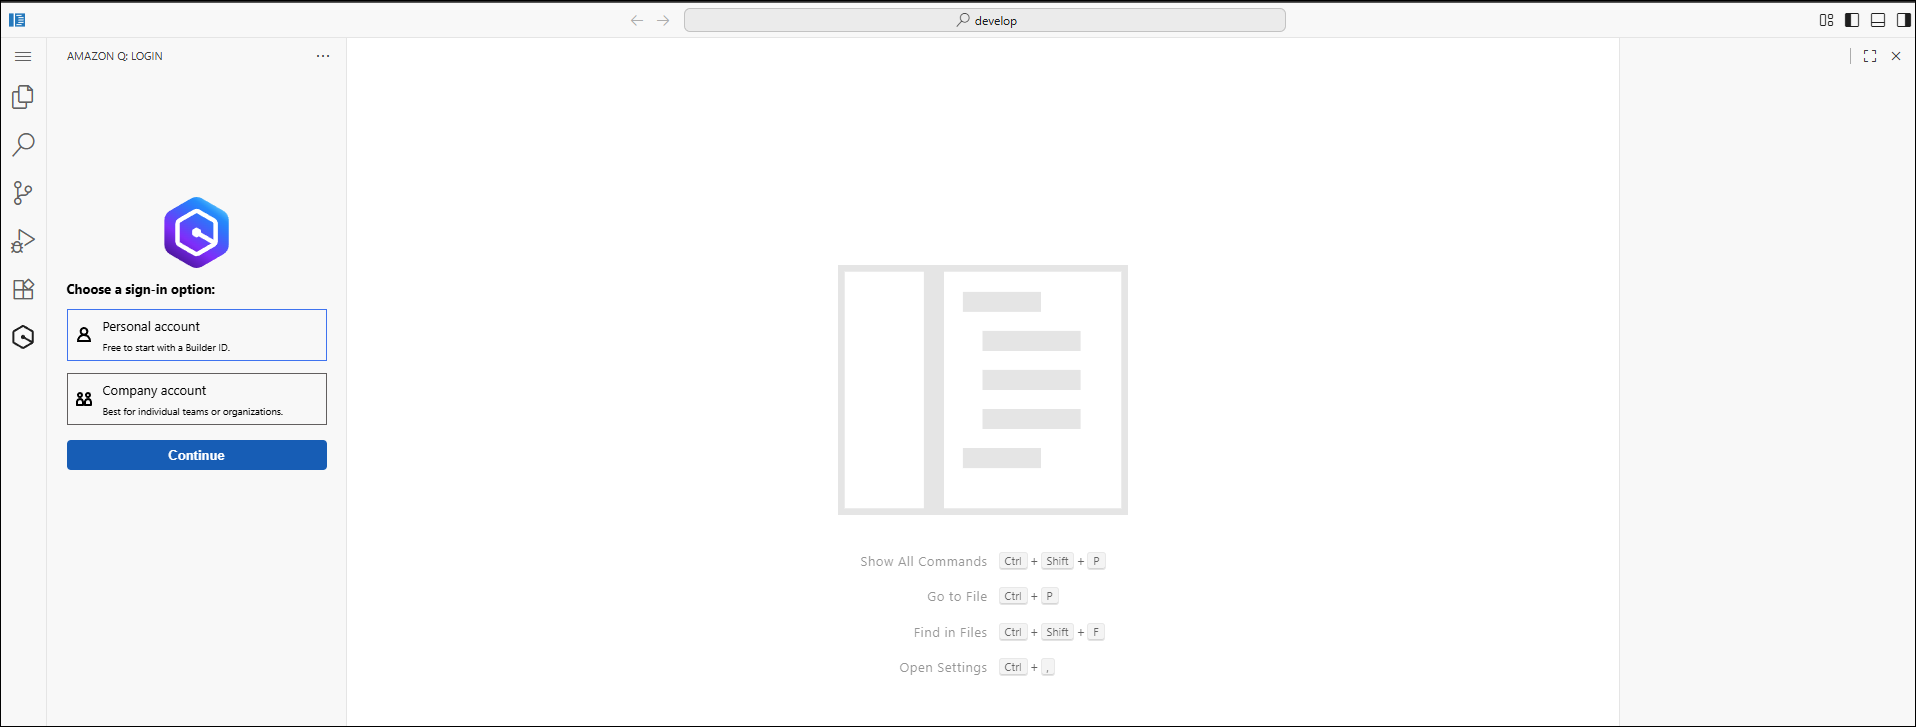 develop
AMAZON Q: LOGIN
Choose a sign-in option:
Personal account
Free to start with a Builder ID.
Company account
Best for individual teams or organizations.
Continue
Show All Commands Ctrl + Shift + P
Go to File Ctrl + P
Find in Files Ctrl + Shift + F
Open Settings Ctrl + ,